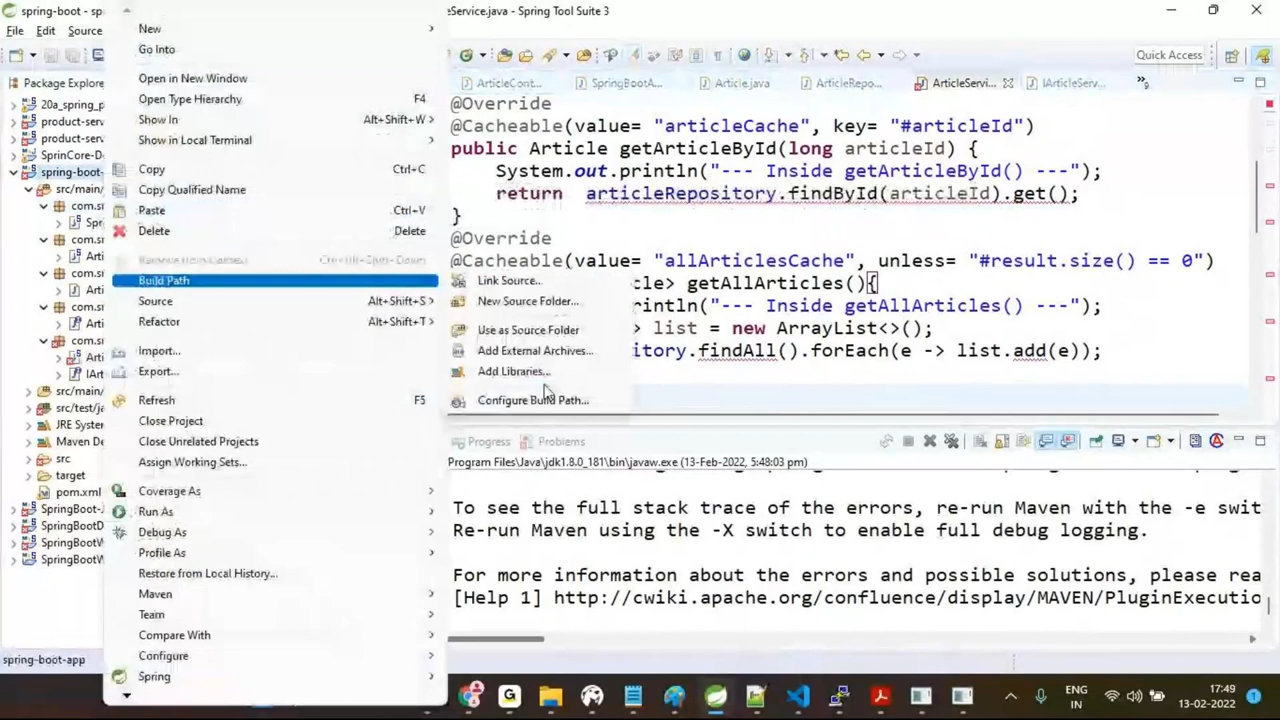 spring-boot - sp
eService.java - Spring Tool Suite 3
File Edit Source
Quick Access
Package Explore
20a_spring_p
product-serv
product-serv
SprinCore-D
spring-boot-
src/main/
com.s
Spr
com.s
Arti
com.s
Arti
com.s
Arti
com.s
Arti
IArt
src/main/
src/test/ja
JRE System
Maven De
src
target
pom.xml
SpringBoot-J
SpringBootD
SpringBootW
SpringBootW
spring-boot-app
New
Go Into
Open in New Window
Open Type Hierarchy F4
Show In Alt+Shift+W
Show in Local Terminal
Copy Ctrl+C
Copy Qualified Name
Paste Ctrl+V
Delete Delete
Remove from Context Ctrl+Alt+Shift+Down
Build Path
Source Alt+Shift+S
Refactor Alt+Shift+T
Import...
Export...
Refresh F5
Close Project
Close Unrelated Projects
Assign Working Sets...
Coverage As
Run As
Debug As
Profile As
Restore from Local History...
Maven
Team
Compare With
Configure
Spring
Link Source...
New Source Folder...
Use as Source Folder
Add External Archives...
Add Libraries...
Configure Build Path...
ArticleCont...
SpringBootA...
Article.java
ArticleRepo...
ArticleServi...
IArticleServ...
»9
@Override
@Cacheable(value= "articleCache", key= "#articleId")
public Article getArticleById(long articleId) {
System.out.println("--- Inside getArticleById() ---");
return articleRepository.findById(articleId).get();
}
@Override
@Cacheable(value= "allArticlesCache", unless= "#result.size() == 0")
cle> getAllArticles(){
rintln("--- Inside getAllArticles() ---");
> list = new ArrayList<>();
itory.findAll().forEach(e -> list.add(e));
Progress Problems
Program Files\Java\jdk1.8.0_181\bin\javaw.exe (13-Feb-2022, 5:48:03 pm)
To see the full stack trace of the errors, re-run Maven with the -e swit
Re-run Maven using the -X switch to enable full debug logging.
For more information about the errors and possible solutions, please rea
[Help 1] http://cwiki.apache.org/confluence/display/MAVEN/PluginExecutio
ENG
IN
17:49
13-02-2022
1